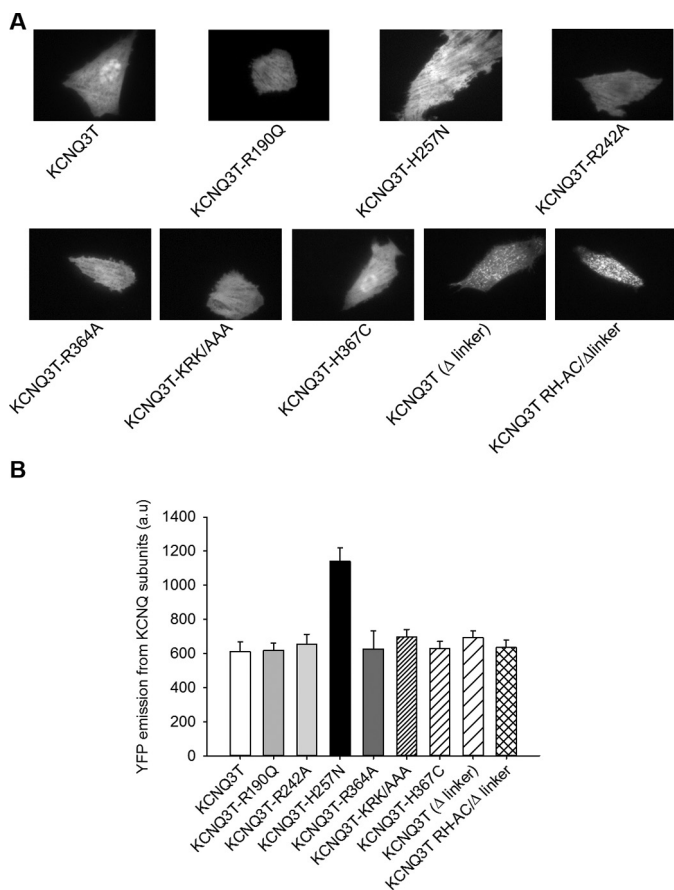 A
KCNQ3T
KCNQ3T-R190Q
KCNQ3T-H257N
KCNQ3T-R242A
KCNQ3T-R364A
KCNQ3T-KRK/AAA
KCNQ3T-H367C
KCNQ3T (Δ linker)
KCNQ3T RH-AC/Δlinker
B
YFP emission from KCNQ subunits (a.u)
1400
1200
1000
800
600
400
200
0
KCNQ3T
KCNQ3T-R190Q
KCNQ3T-R242A
KCNQ3T-H257N
KCNQ3T-R364A
KCNQ3T-KRK/AAA
KCNQ3T-H367C
KCNQ3T (Δ linker)
KCNQ3T RH-AC/Δ linker